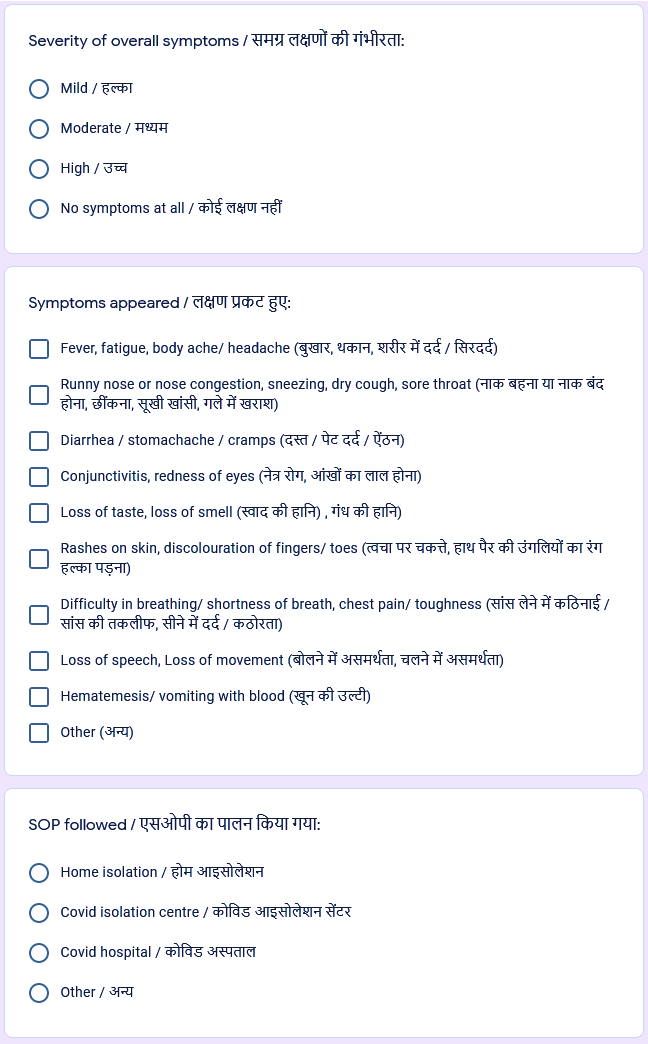 Severity of overall symptoms / समग्र लक्षणों की गंभीरता:
Mild / हल्का
Moderate / मध्यम
High / उच्च
No symptoms at all / कोई लक्षण नहीं
Symptoms appeared / लक्षण प्रकट हुए:
Fever, fatigue, body ache/ headache (बुखार, थकान, शरीर में दर्द / सिरदर्द)
Runny nose or nose congestion, sneezing, dry cough, sore throat (नाक बहना या नाक बंद
होना, छींकना, सूखी खांसी, गले में खराश)
Diarrhea / stomachache / cramps (दस्त / पेट दर्द / ऐंठन)
Conjunctivitis, redness of eyes (नेत्र रोग, आंखों का लाल होना)
Loss of taste, loss of smell (स्वाद की हानि) , गंध की हानि)
Rashes on skin, discolouration of fingers/ toes (त्वचा पर चकत्ते, हाथ पैर की उंगलियों का रंग
हल्का पड़ना)
Difficulty in breathing/ shortness of breath, chest pain/ toughness (सांस लेने में कठिनाई /
सांस की तकलीफ, सीने में दर्द / कठोरता)
Loss of speech, Loss of movement (बोलने में असमर्थता, चलने में असमर्थता)
Hematemesis/ vomiting with blood (खून की उल्टी)
Other (अन्य)
SOP followed / एसओपी का पालन किया गया:
Home isolation / होम आइसोलेशन
Covid isolation centre / कोविड आइसोलेशन सेंटर
Covid hospital / कोविड अस्पताल
Other / अन्य